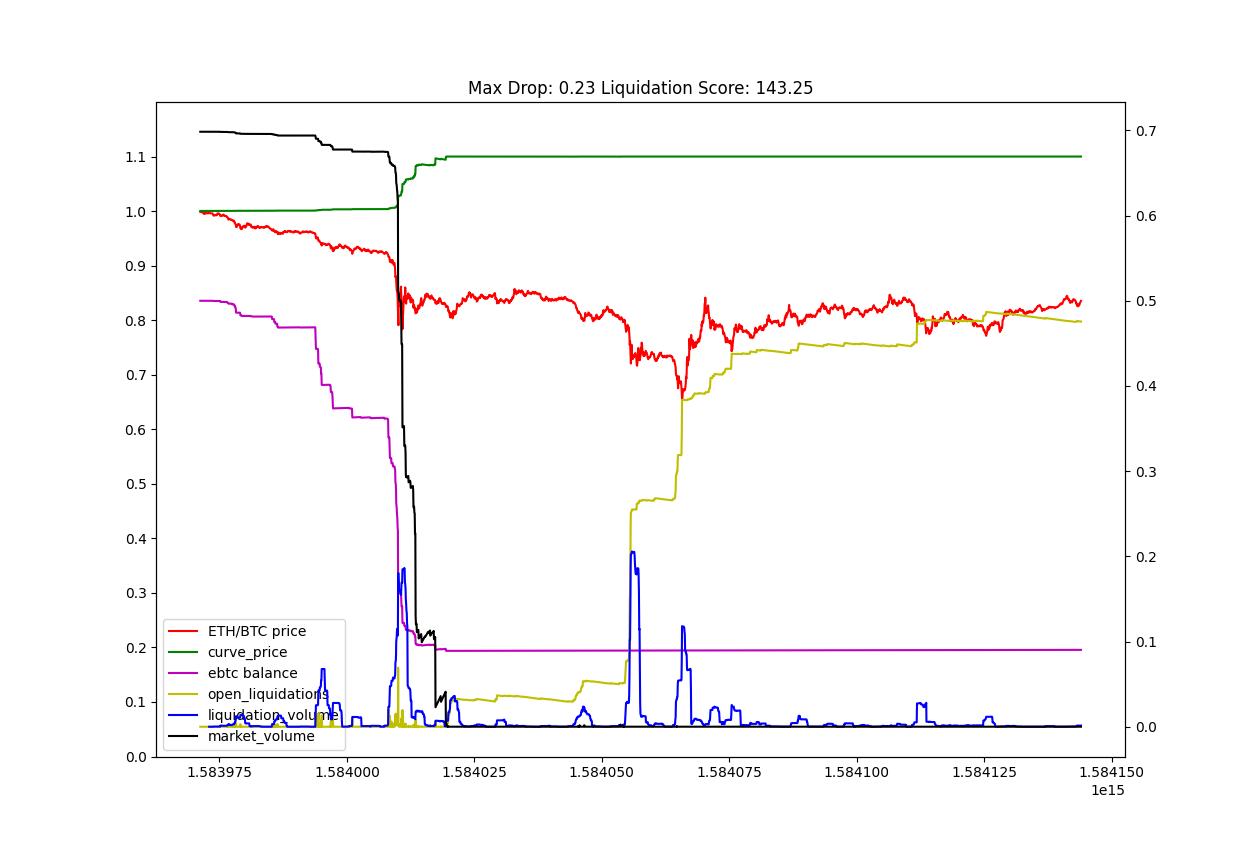 Max Drop: 0.23 Liquidation Score: 143.25
1.1
1.0
0.9
0.8
0.7
0.6
0.5
0.4
0.3
0.2
0.1
0.0
0.7
0.6
0.5
0.4
0.3
0.2
0.1
0.0
ETH/BTC price
curve_price
ebtc balance
open_liquidations
liquidation_volume
market_volume
1.583975 1.584000 1.584025 1.584050 1.584075 1.584100 1.584125 1.584150
1e15